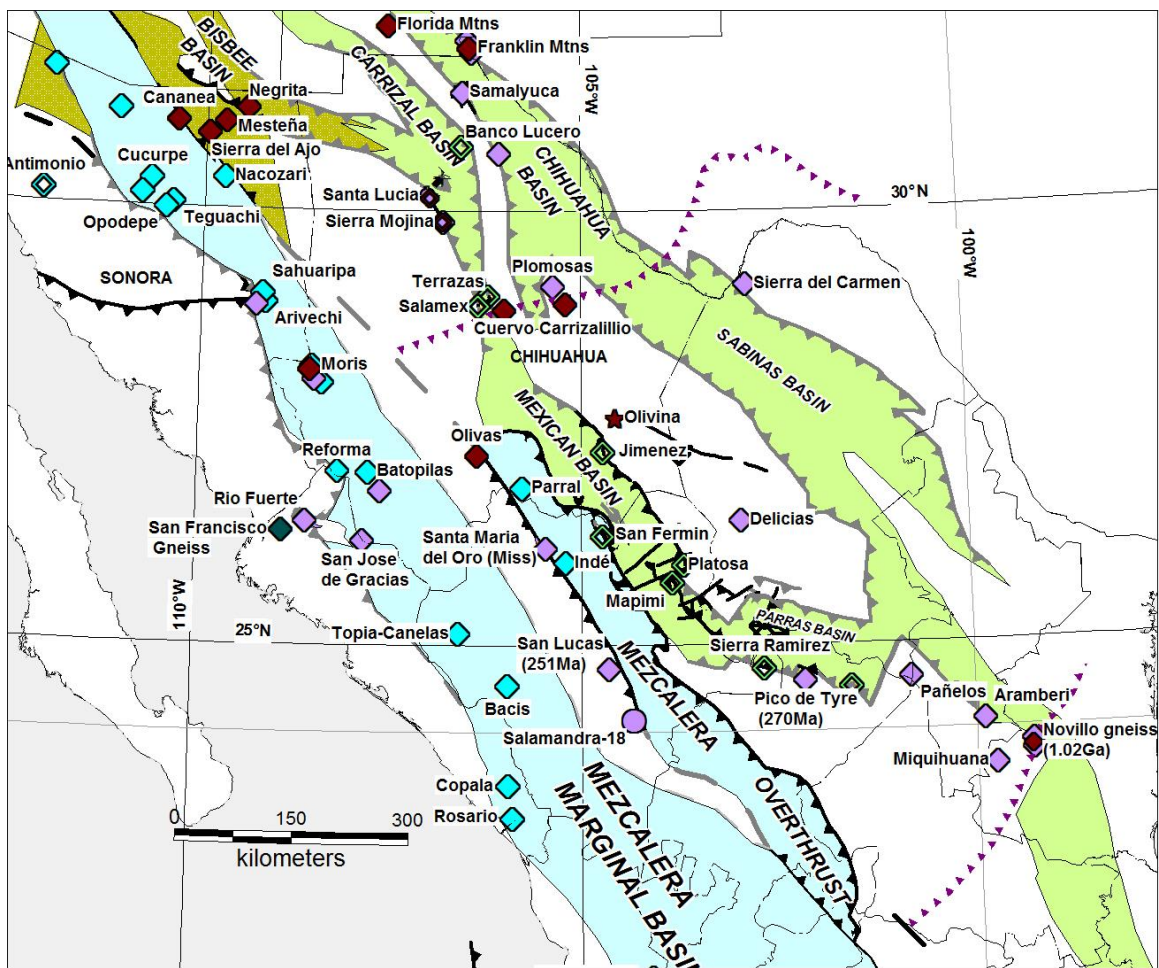 Florida Mtns
BISBEE
BASIN
Franklin Mtns
CARRIZAL BASIN
Samalyuca
105°W
Cananea
Negrita
Mesteña
Banco Lucero
CHIHUAHUA
BASIN
Sierra del Ajo
Cucurpe
Antimonio
Nacozari
Santa Lucia
30°N
Opodepe
Teguachi
Sierra Mojina
100°W
SONORA
Sahuaripa
Terrazas
Plomosas
Sierra del Carmen
Salamex
Arivechi
Cuervo
Carrizalillio
CHIHUAHUA
SABINAS BASIN
Moris
MEXICAN BASIN
Olivina
Olivas
Jimenez
Reforma
Batopilas
Parral
Rio Fuerte
San Francisco
Gneiss
Delicias
San Fermin
Santa Maria
del Oro (Miss)
Indé
Platosa
San Jose
de Gracias
Mapimi
110°W
25°N
Topia-Canelas
PARRAS BASIN
San Lucas
(251Ma)
Sierra Ramirez
MEZCALERA
OVERTHRUST
Pico de Tyre
(270Ma)
Pañelos
Aramberi
Bacis
Salamandra-18
Novillo gneiss
(1.02Ga)
Miquihuana
Copala
MEZCALERA
MARGINAL BASIN
Rosario
0 150 300
kilometers